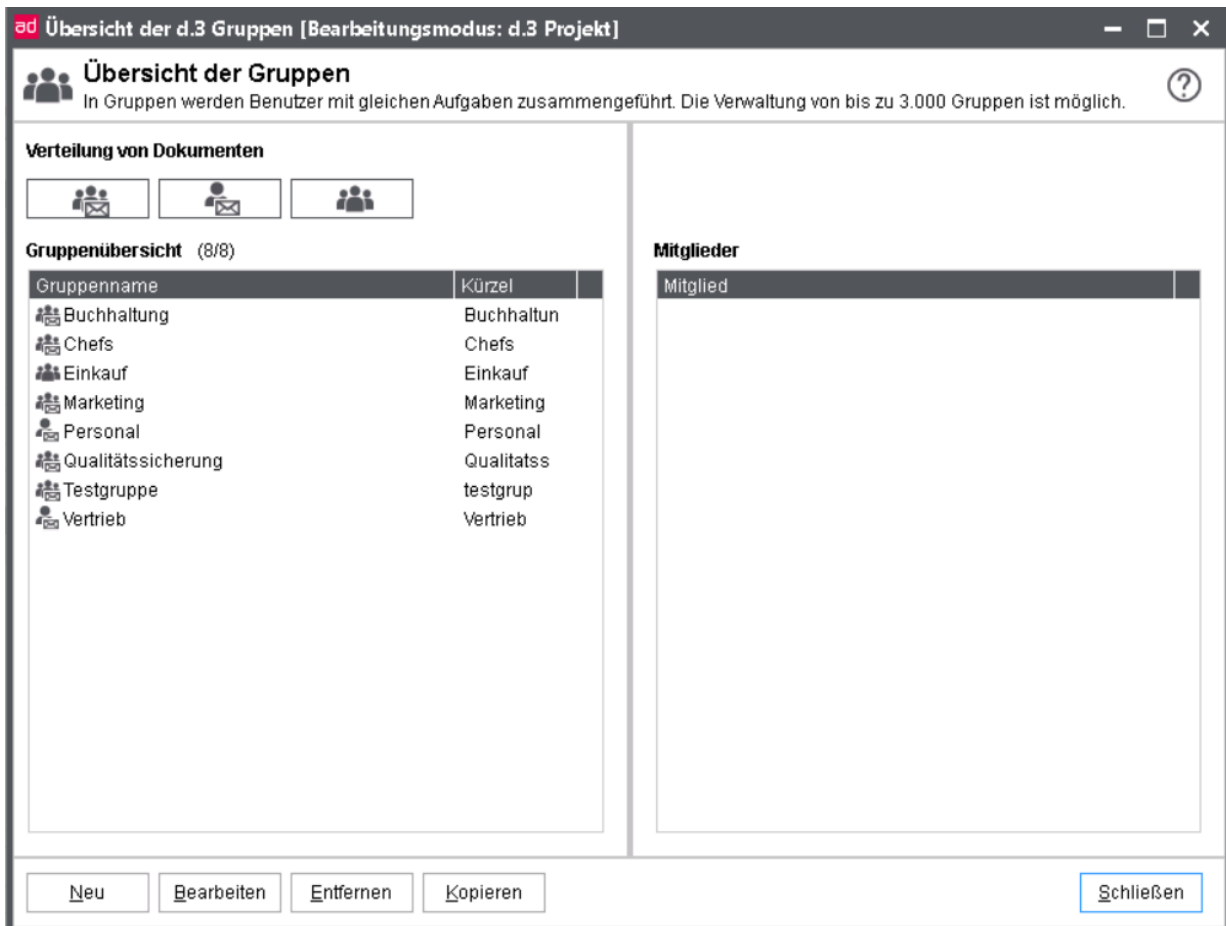 ad Übersicht der d.3 Gruppen [Bearbeitungsmodus: d.3 Projekt]
Übersicht der Gruppen
In Gruppen werden Benutzer mit gleichen Aufgaben zusammengeführt. Die Verwaltung von bis zu 3.000 Gruppen ist möglich.
?
Verteilung von Dokumenten
Gruppenübersicht (8/8)
Gruppenname Kürzel
Buchhaltung Buchhaltun
Chefs Chefs
Einkauf Einkauf
Marketing Marketing
Personal Personal
Qualitätssicherung Qualitatss
Testgruppe testgrup
Vertrieb Vertrieb
Mitglieder
Mitglied
Neu Bearbeiten Entfernen Kopieren Schließen